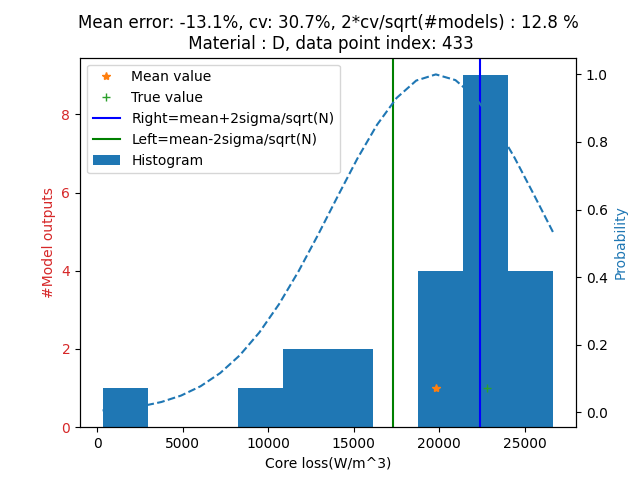 Mean error: -13.1%, cv: 30.7%, 2*cv/sqrt(#models) : 12.8 %
Material : D, data point index: 433
Mean value
True value
Right=mean+2sigma/sqrt(N)
Left=mean-2sigma/sqrt(N)
Histogram
#Model outputs
8
6
4
2
0
Probability
1.0
0.8
0.6
0.4
0.2
0.0
0 5000 10000 15000 20000 25000
Core loss(W/m^3)